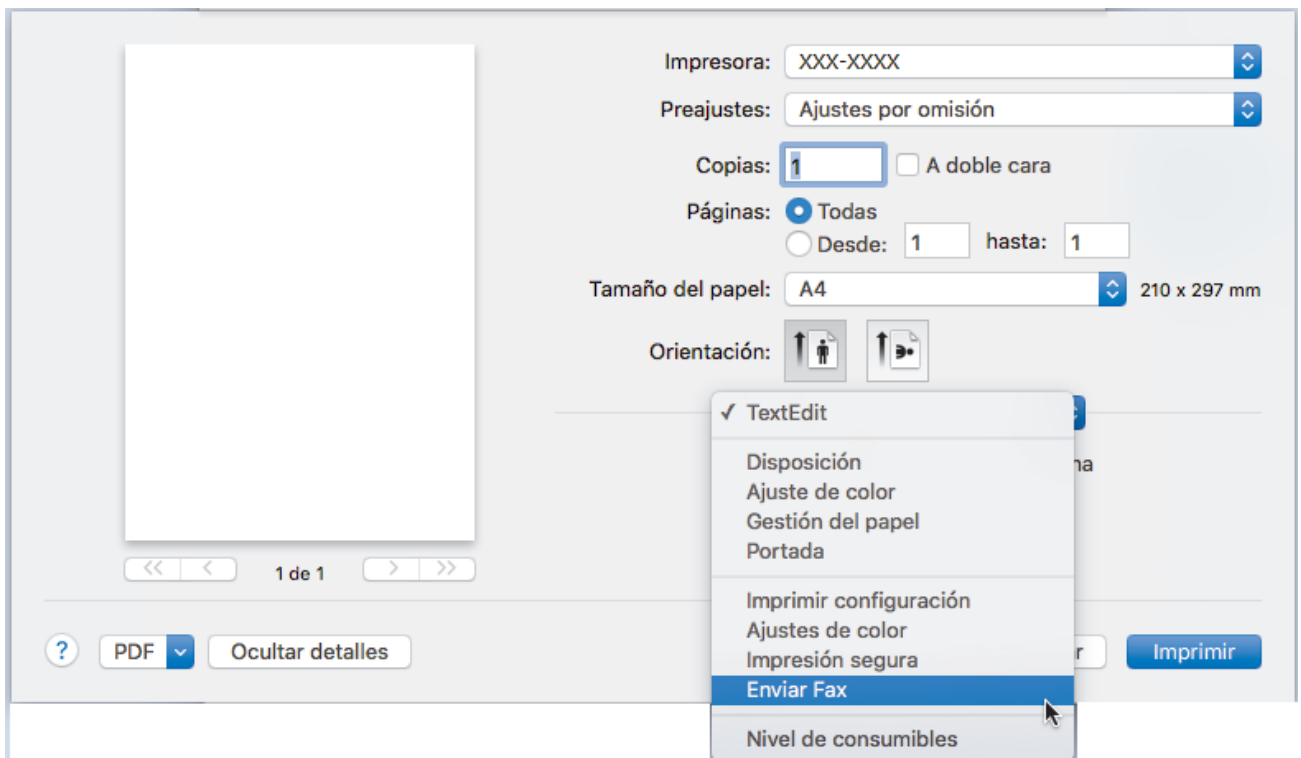 Impresora: XXX-XXXX
Preajustes: Ajustes por omisión
Copias: 1 A doble cara
Páginas: Todas
Desde: 1 hasta: 1
Tamaño del papel: A4 210 x 297 mm
Orientación:
✓ TextEdit
Disposición
Ajuste de color
Gestión del papel
Portada
1 de 1
Imprimir configuración
Ajustes de color
Impresión segura
Enviar Fax
Nivel de consumibles
? PDF Ocultar detalles Imprimir